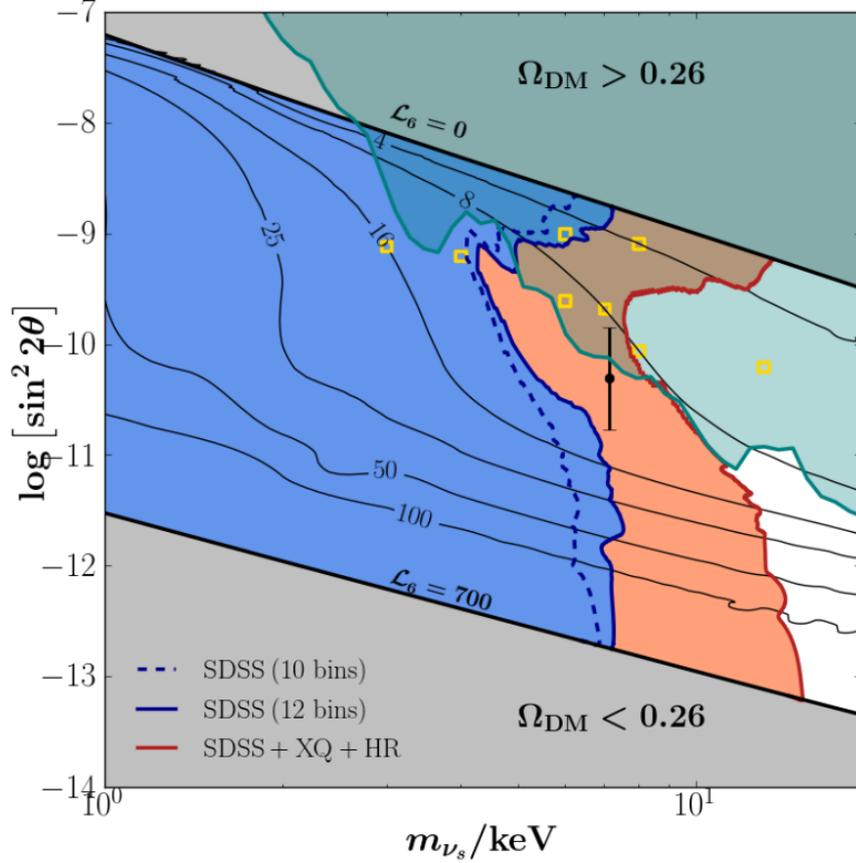 −7
Ω_DM > 0.26
−8
ℒ₆ = 0
4
8
−9
25
16
log [sin² 2θ]
−10
−11
50
100
−12
ℒ₆ = 700
−13
SDSS (10 bins)
SDSS (12 bins)
Ω_DM < 0.26
SDSS + XQ + HR
−14
10⁰
10¹
m_{ν_s}/keV